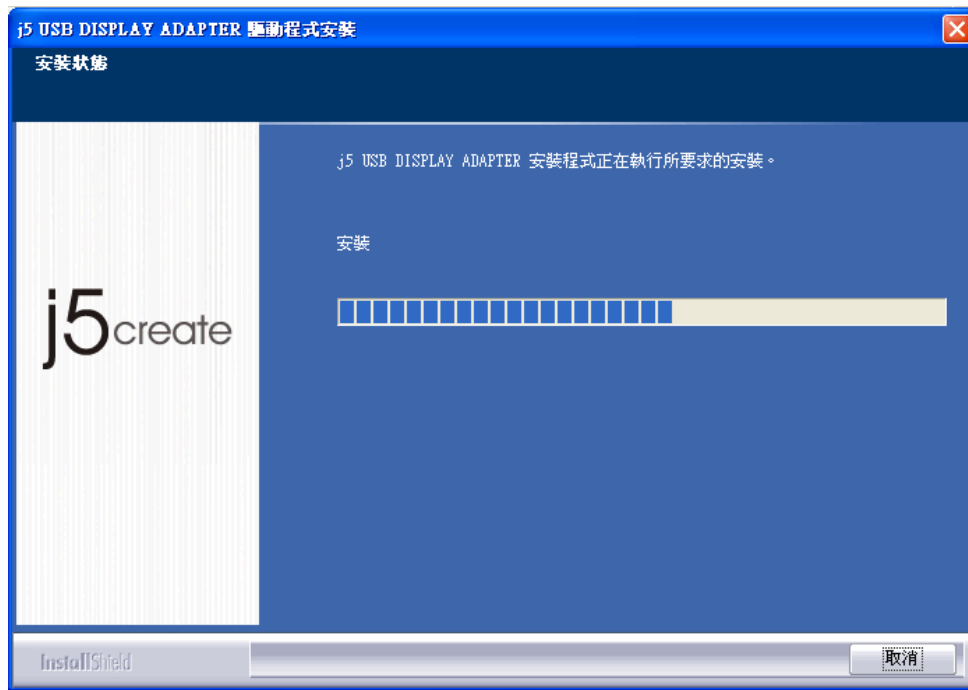 j5 USB DISPLAY ADAPTER 驅動程式安裝
安裝狀態
j5 USB DISPLAY ADAPTER 安裝程式正在執行所要求的安裝。
安裝
j5create
InstallShield
取消